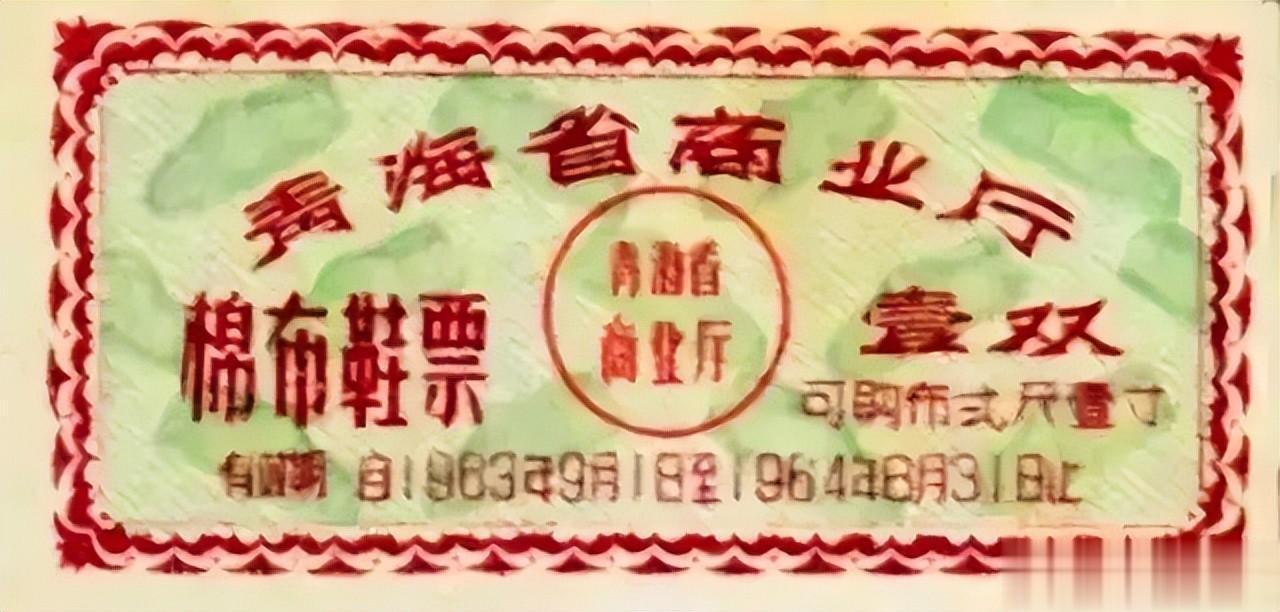 青海省商业厅
青海省
商业厅
棉布鞋票
壹双
可购布式尺壹寸
有效期 自1963年9月1日至1964年8月31日止